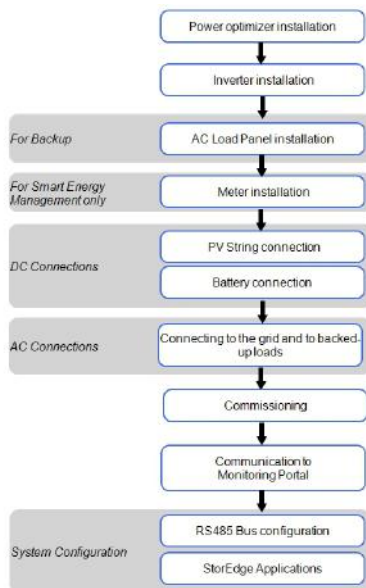 Power optimizer installation
Inverter installation
For Backup
AC Load Panel installation
For Smart Energy
Management only
Meter installation
DC Connections
PV String connection
Battery connection
AC Connections
Connecting to the grid and to backed-
up loads
Commissioning
Communication to
Monitoring Portal
System Configuration
RS485 Bus configuration
StorEdge Applications